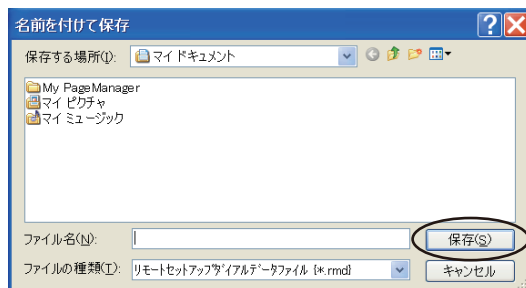 名前を付けて保存
保存する場所(I): マイ ドキュメント
My PageManager
マイ ピクチャ
マイ ミュージック
ファイル名(N): 保存(S)
ファイルの種類(T): リモートセットアップダイアルデータファイル {*.rmd} キャンセル